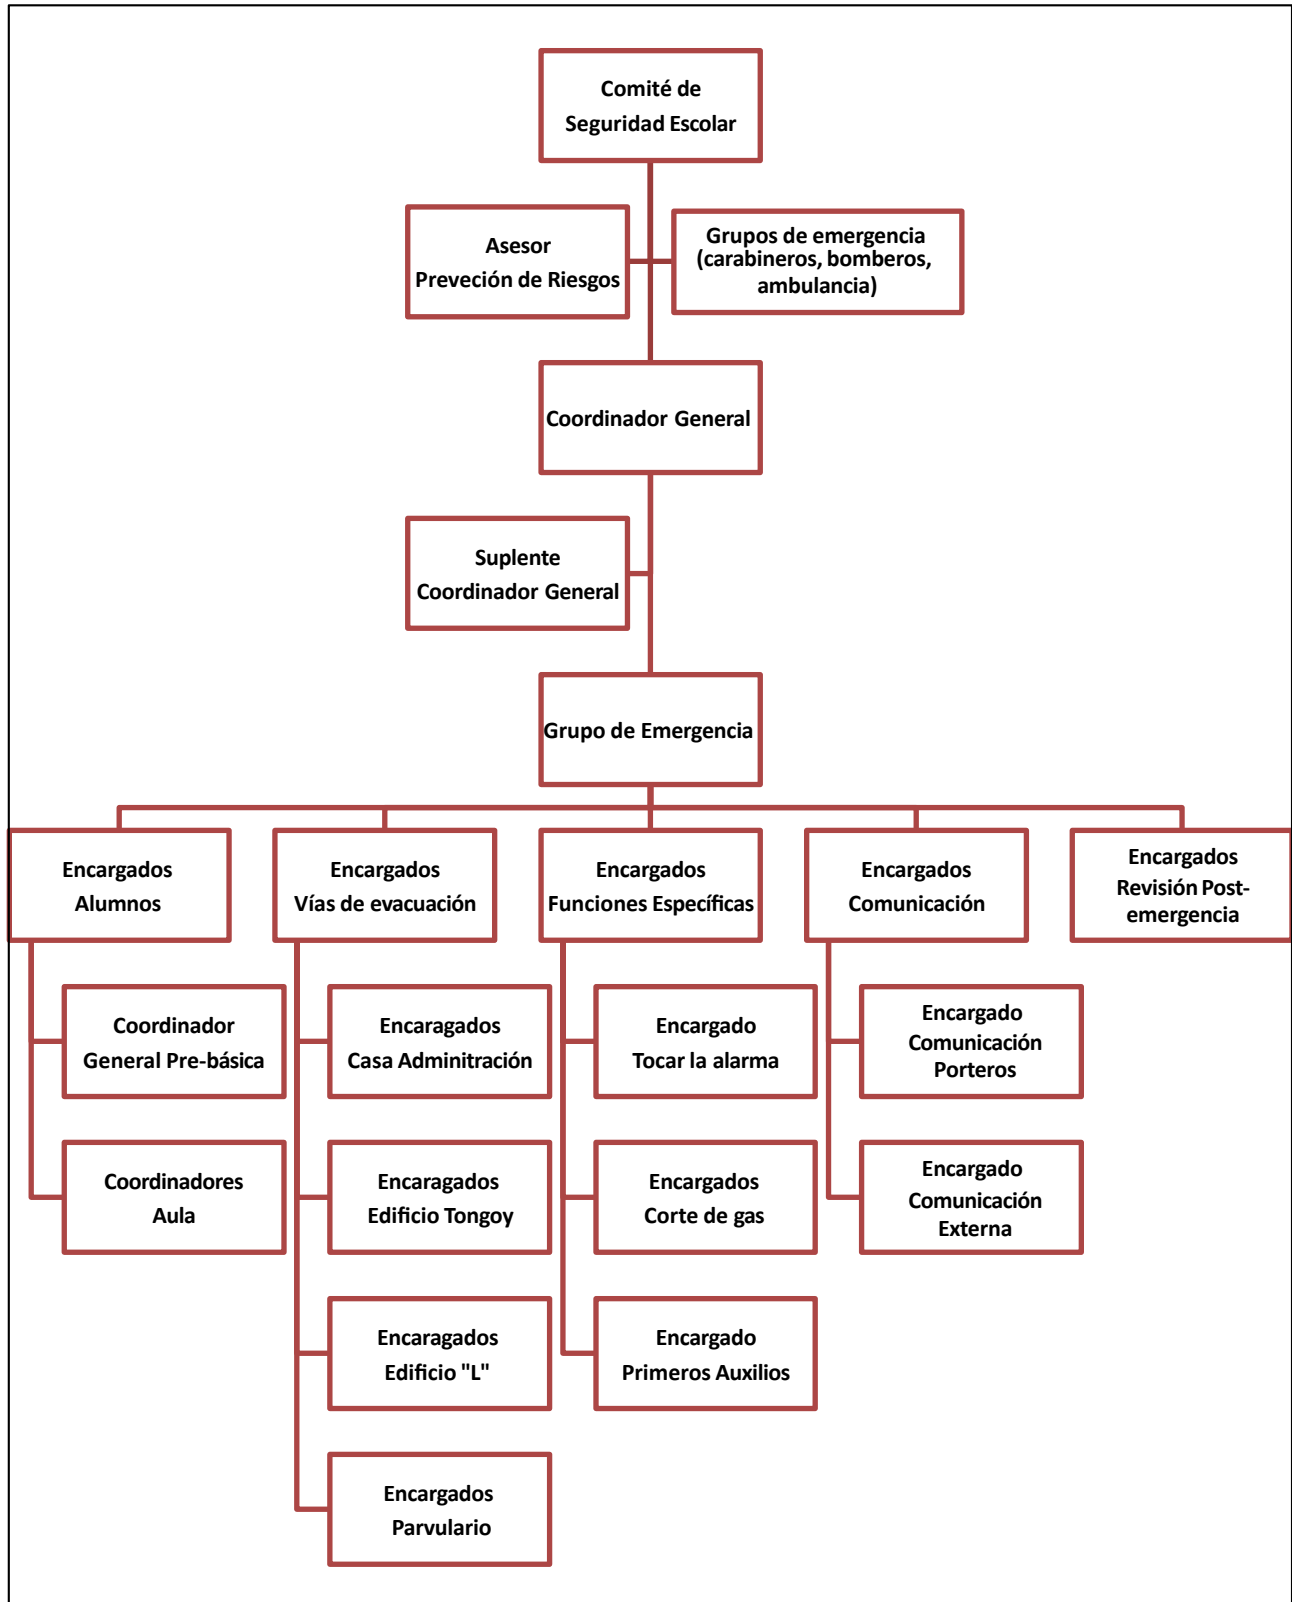 Comité de
Seguridad Escolar
Asesor
Preveción de Riesgos
Grupos de emergencia
(carabineros, bomberos,
ambulancia)
Coordinador General
Suplente
Coordinador General
Grupo de Emergencia
Encargados
Alumnos
Encargados
Vías de evacuación
Encargados
Funciones Específicas
Encargados
Comunicación
Encargados
Revisión Post-
emergencia
Coordinador
General Pre-básica
Coordinadores
Aula
Encaragados
Casa Adminitración
Encaragados
Edificio Tongoy
Encaragados
Edificio "L"
Encargados
Parvulario
Encargado
Tocar la alarma
Encargados
Corte de gas
Encargado
Primeros Auxilios
Encargado
Comunicación
Porteros
Encargado
Comunicación
Externa